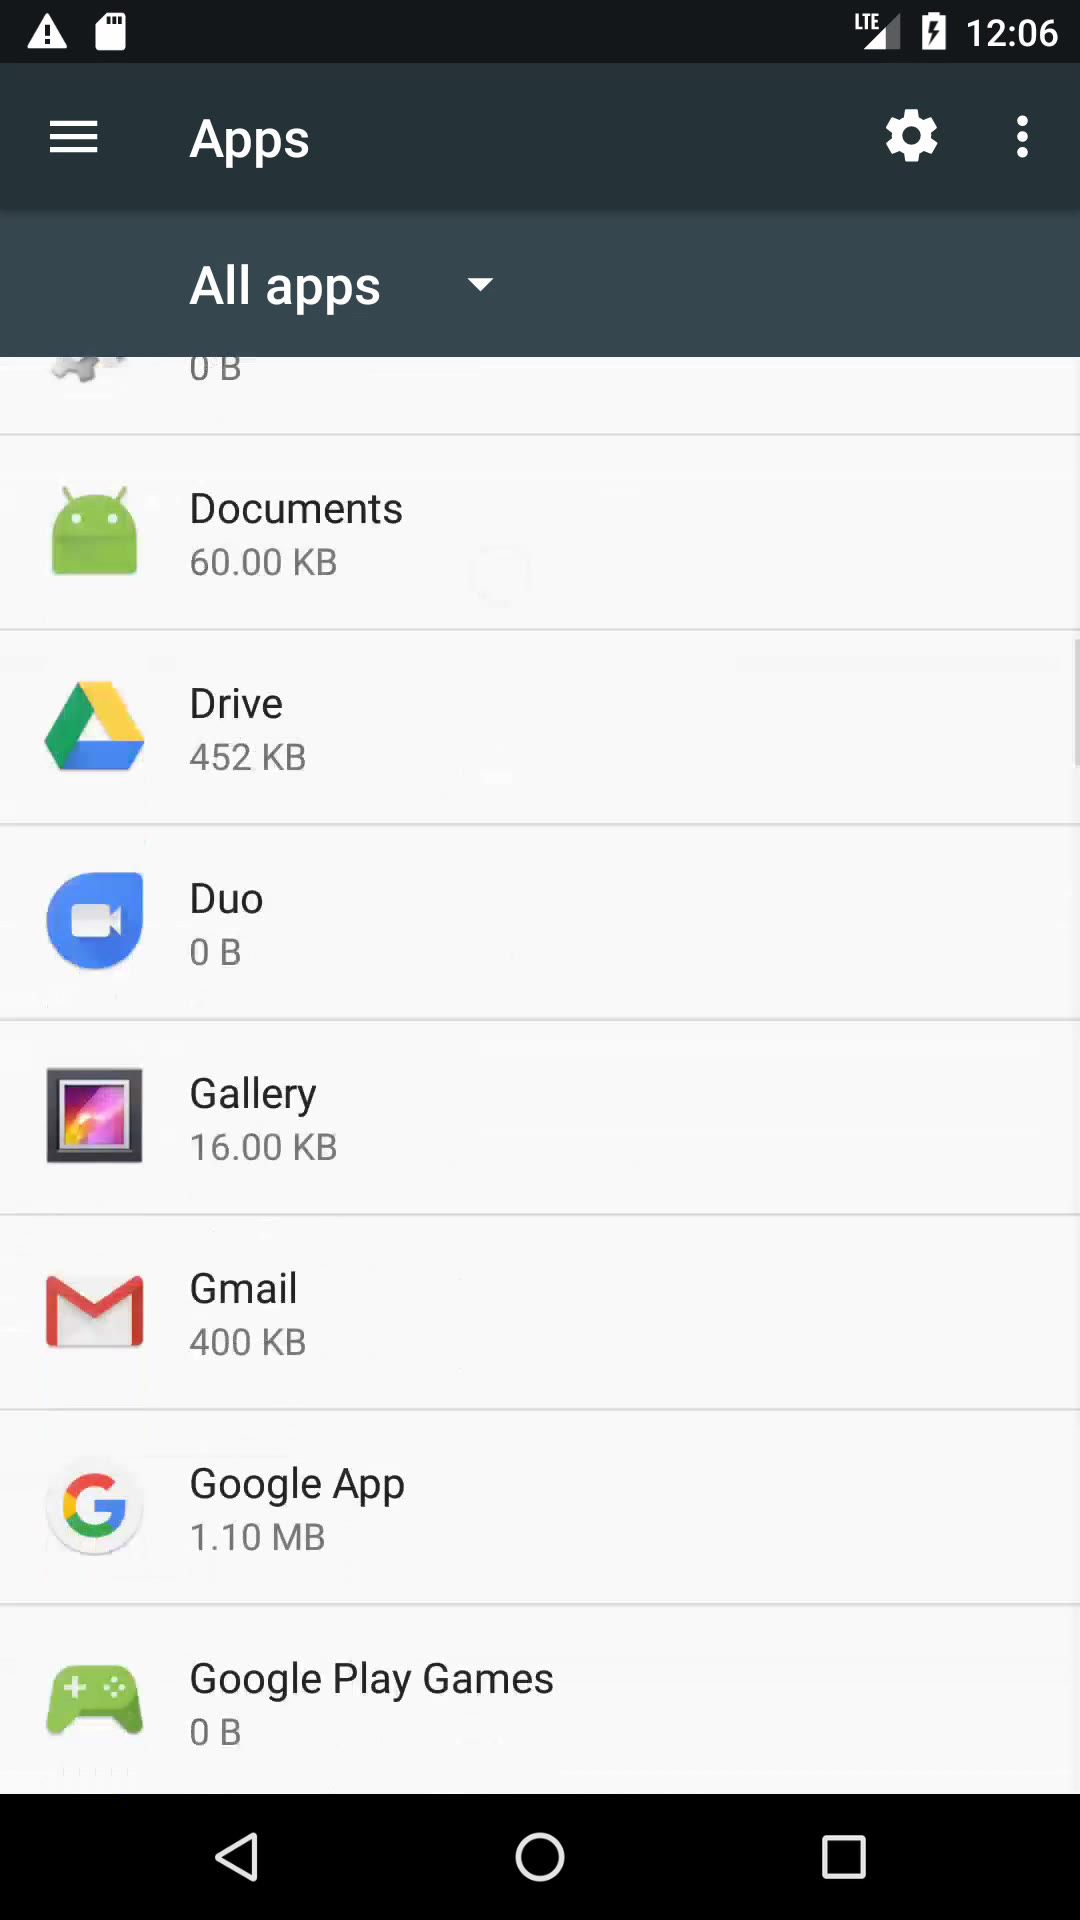 LTE
12:06
Apps
All apps
0 B
Documents
60.00 KB
Drive
452 KB
Duo
0 B
Gallery
16.00 KB
Gmail
400 KB
Google App
1.10 MB
Google Play Games
0 B